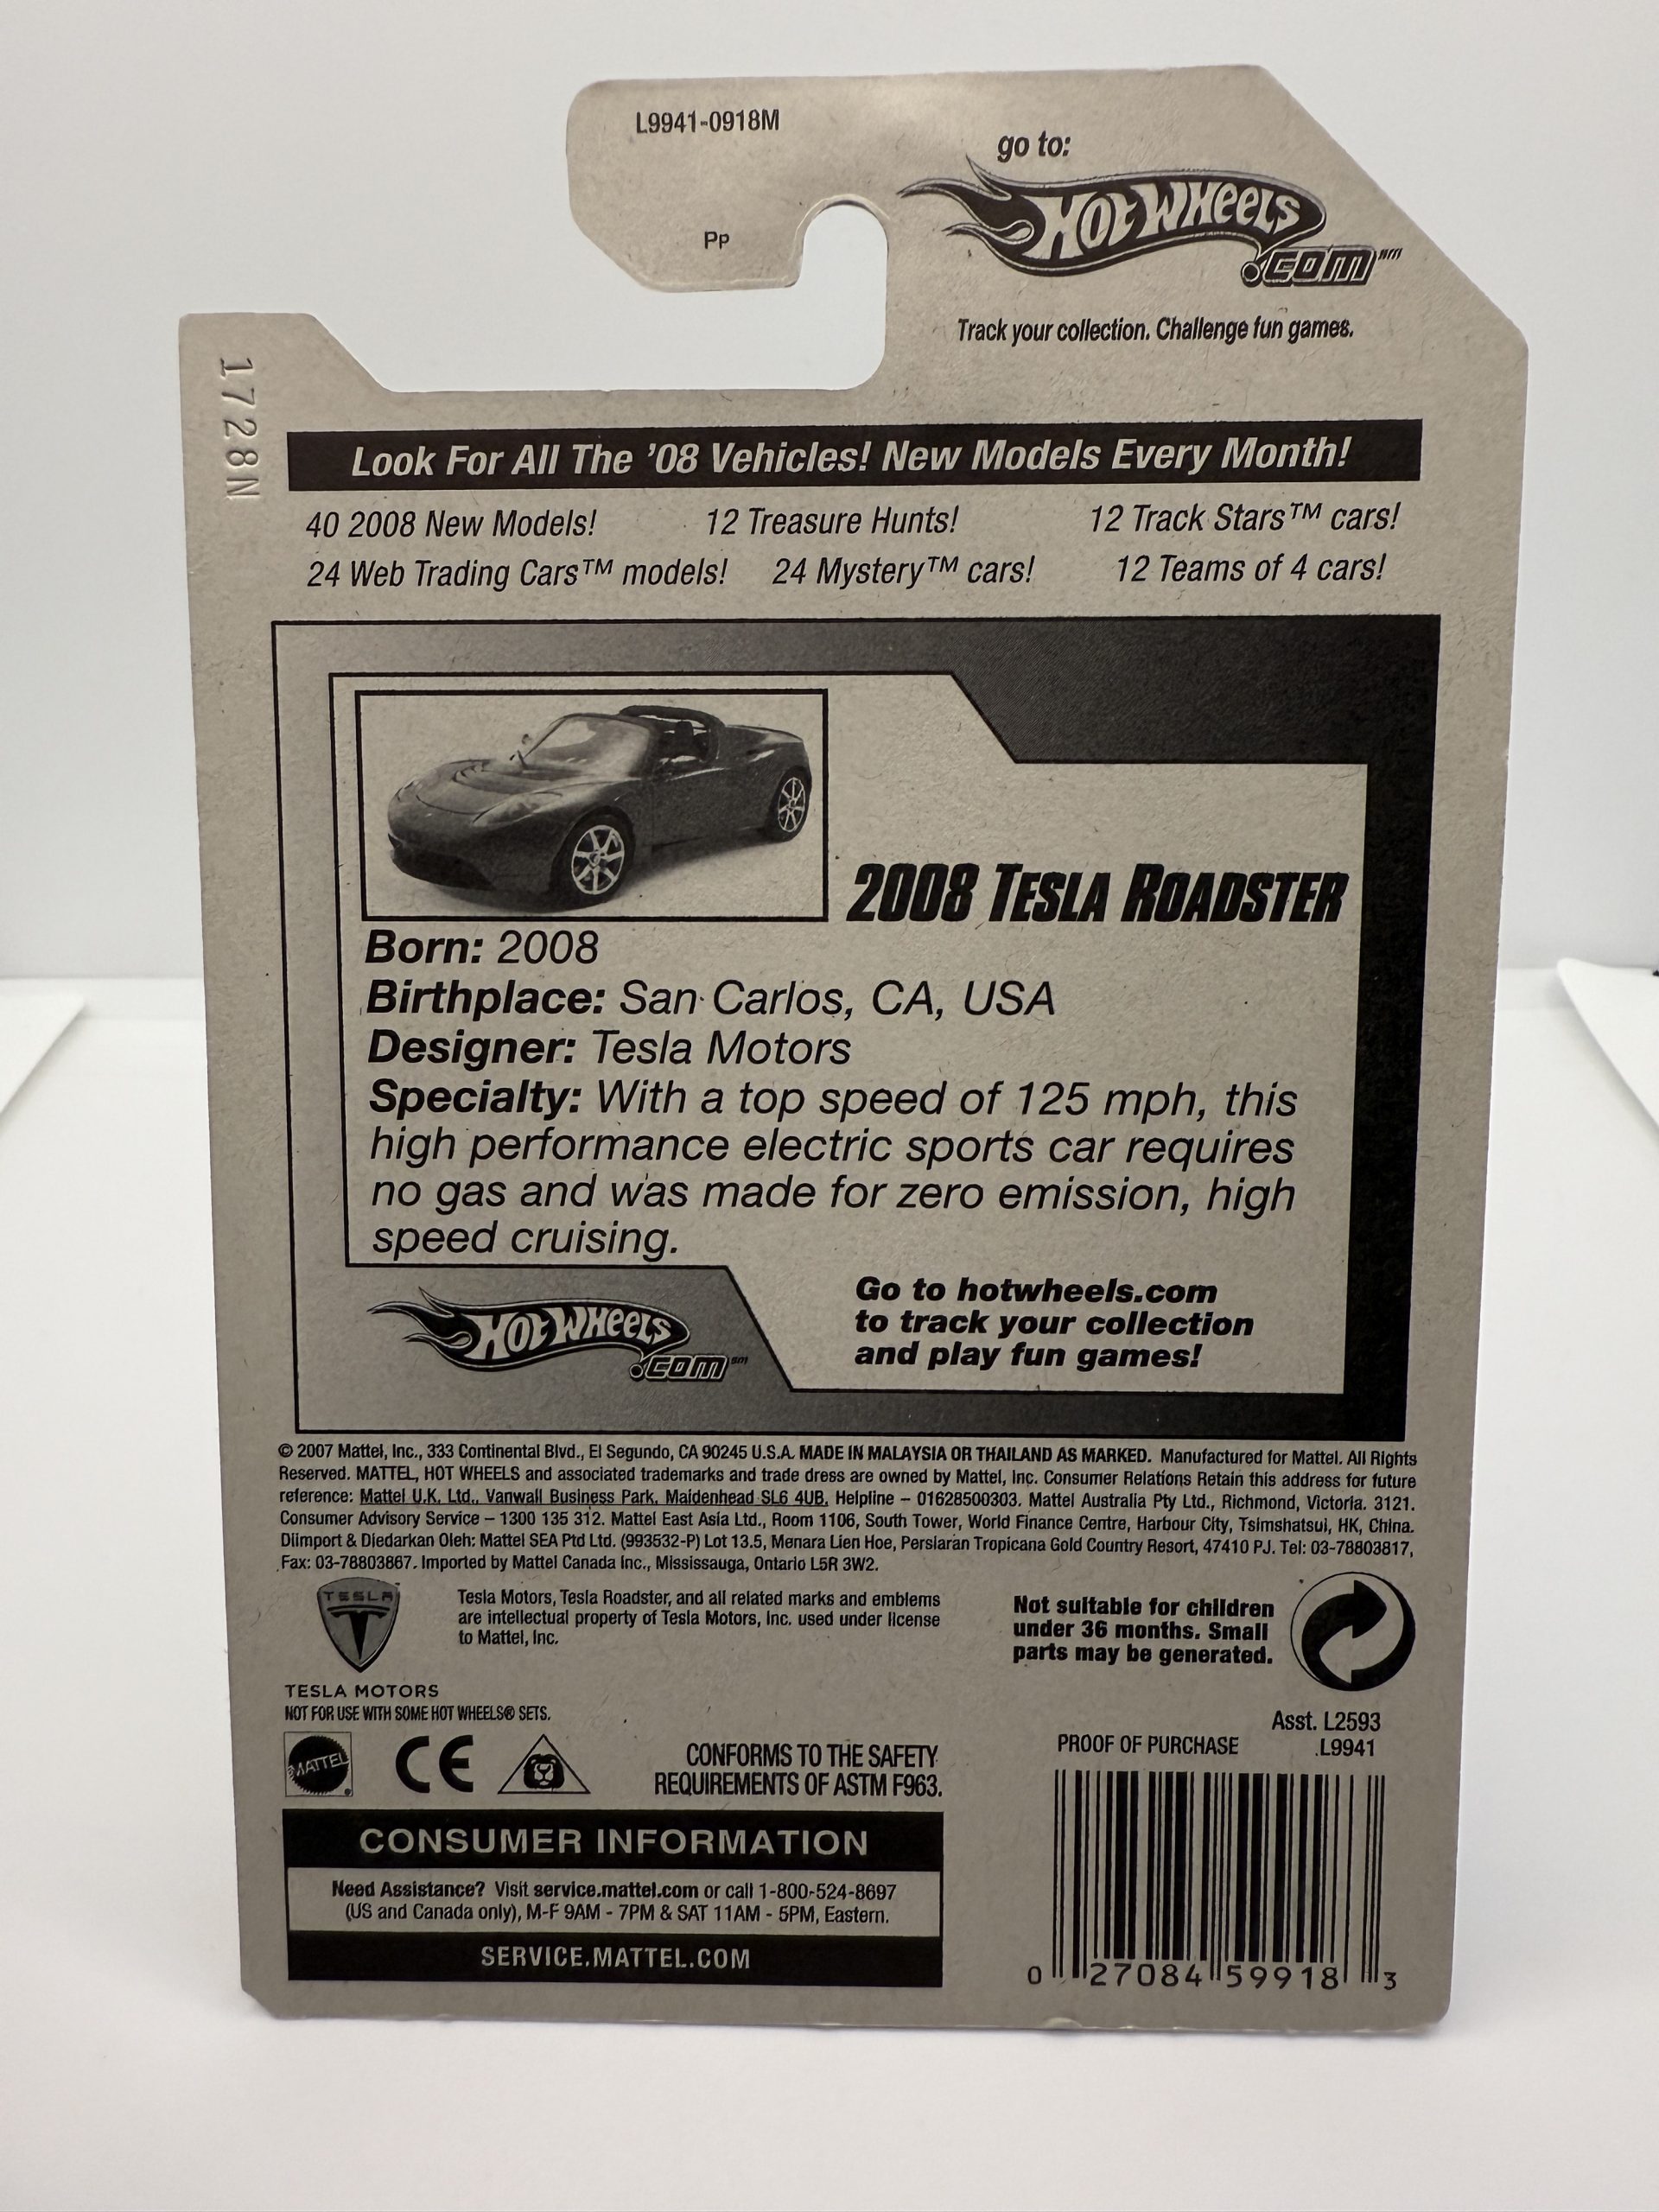 L9941-0918M
Pp
go to:
HOT WHEELS
.COM℠
Track your collection. Challenge fun games.
1728N
Look For All The '08 Vehicles! New Models Every Month!
40 2008 New Models! 12 Treasure Hunts! 12 Track Stars™ cars!
24 Web Trading Cars™ models! 24 Mystery™ cars! 12 Teams of 4 cars!
2008 TESLA ROADSTER
Born: 2008
Birthplace: San Carlos, CA, USA
Designer: Tesla Motors
Specialty: With a top speed of 125 mph, this
high performance electric sports car requires
no gas and was made for zero emission, high
speed cruising.
HOT WHEELS
.COM℠
Go to hotwheels.com
to track your collection
and play fun games!
© 2007 Mattel, Inc., 333 Continental Blvd., El Segundo, CA 90245 U.S.A. MADE IN MALAYSIA OR THAILAND AS MARKED. Manufactured for Mattel. All Rights
Reserved. MATTEL, HOT WHEELS and associated trademarks and trade dress are owned by Mattel, Inc. Consumer Relations Retain this address for future
reference: Mattel U.K. Ltd., Vanwall Business Park, Maidenhead SL6 4UB. Helpline – 01628500303. Mattel Australia Pty Ltd., Richmond, Victoria. 3121.
Consumer Advisory Service – 1300 135 312. Mattel East Asia Ltd., Room 1106, South Tower, World Finance Centre, Harbour City, Tsimshatsui, HK, China.
Diimport & Diedarkan Oleh: Mattel SEA Ptd Ltd. (993532-P) Lot 13.5, Menara Lien Hoe, Persiaran Tropicana Gold Country Resort, 47410 PJ. Tel: 03-78803817,
Fax: 03-78803867. Imported by Mattel Canada Inc., Mississauga, Ontario L5R 3W2.
TESLA
TESLA MOTORS
Tesla Motors, Tesla Roadster, and all related marks and emblems
are intellectual property of Tesla Motors, Inc. used under license
to Mattel, Inc.
Not suitable for children
under 36 months. Small
parts may be generated.
NOT FOR USE WITH SOME HOT WHEELS® SETS.
MATTEL®
CE
CONFORMS TO THE SAFETY
REQUIREMENTS OF ASTM F963.
Asst. L2593
PROOF OF PURCHASE L9941
CONSUMER INFORMATION
Need Assistance? Visit service.mattel.com or call 1-800-524-8697
(US and Canada only), M-F 9AM - 7PM & SAT 11AM - 5PM, Eastern.
SERVICE.MATTEL.COM
0 27084 59918 3